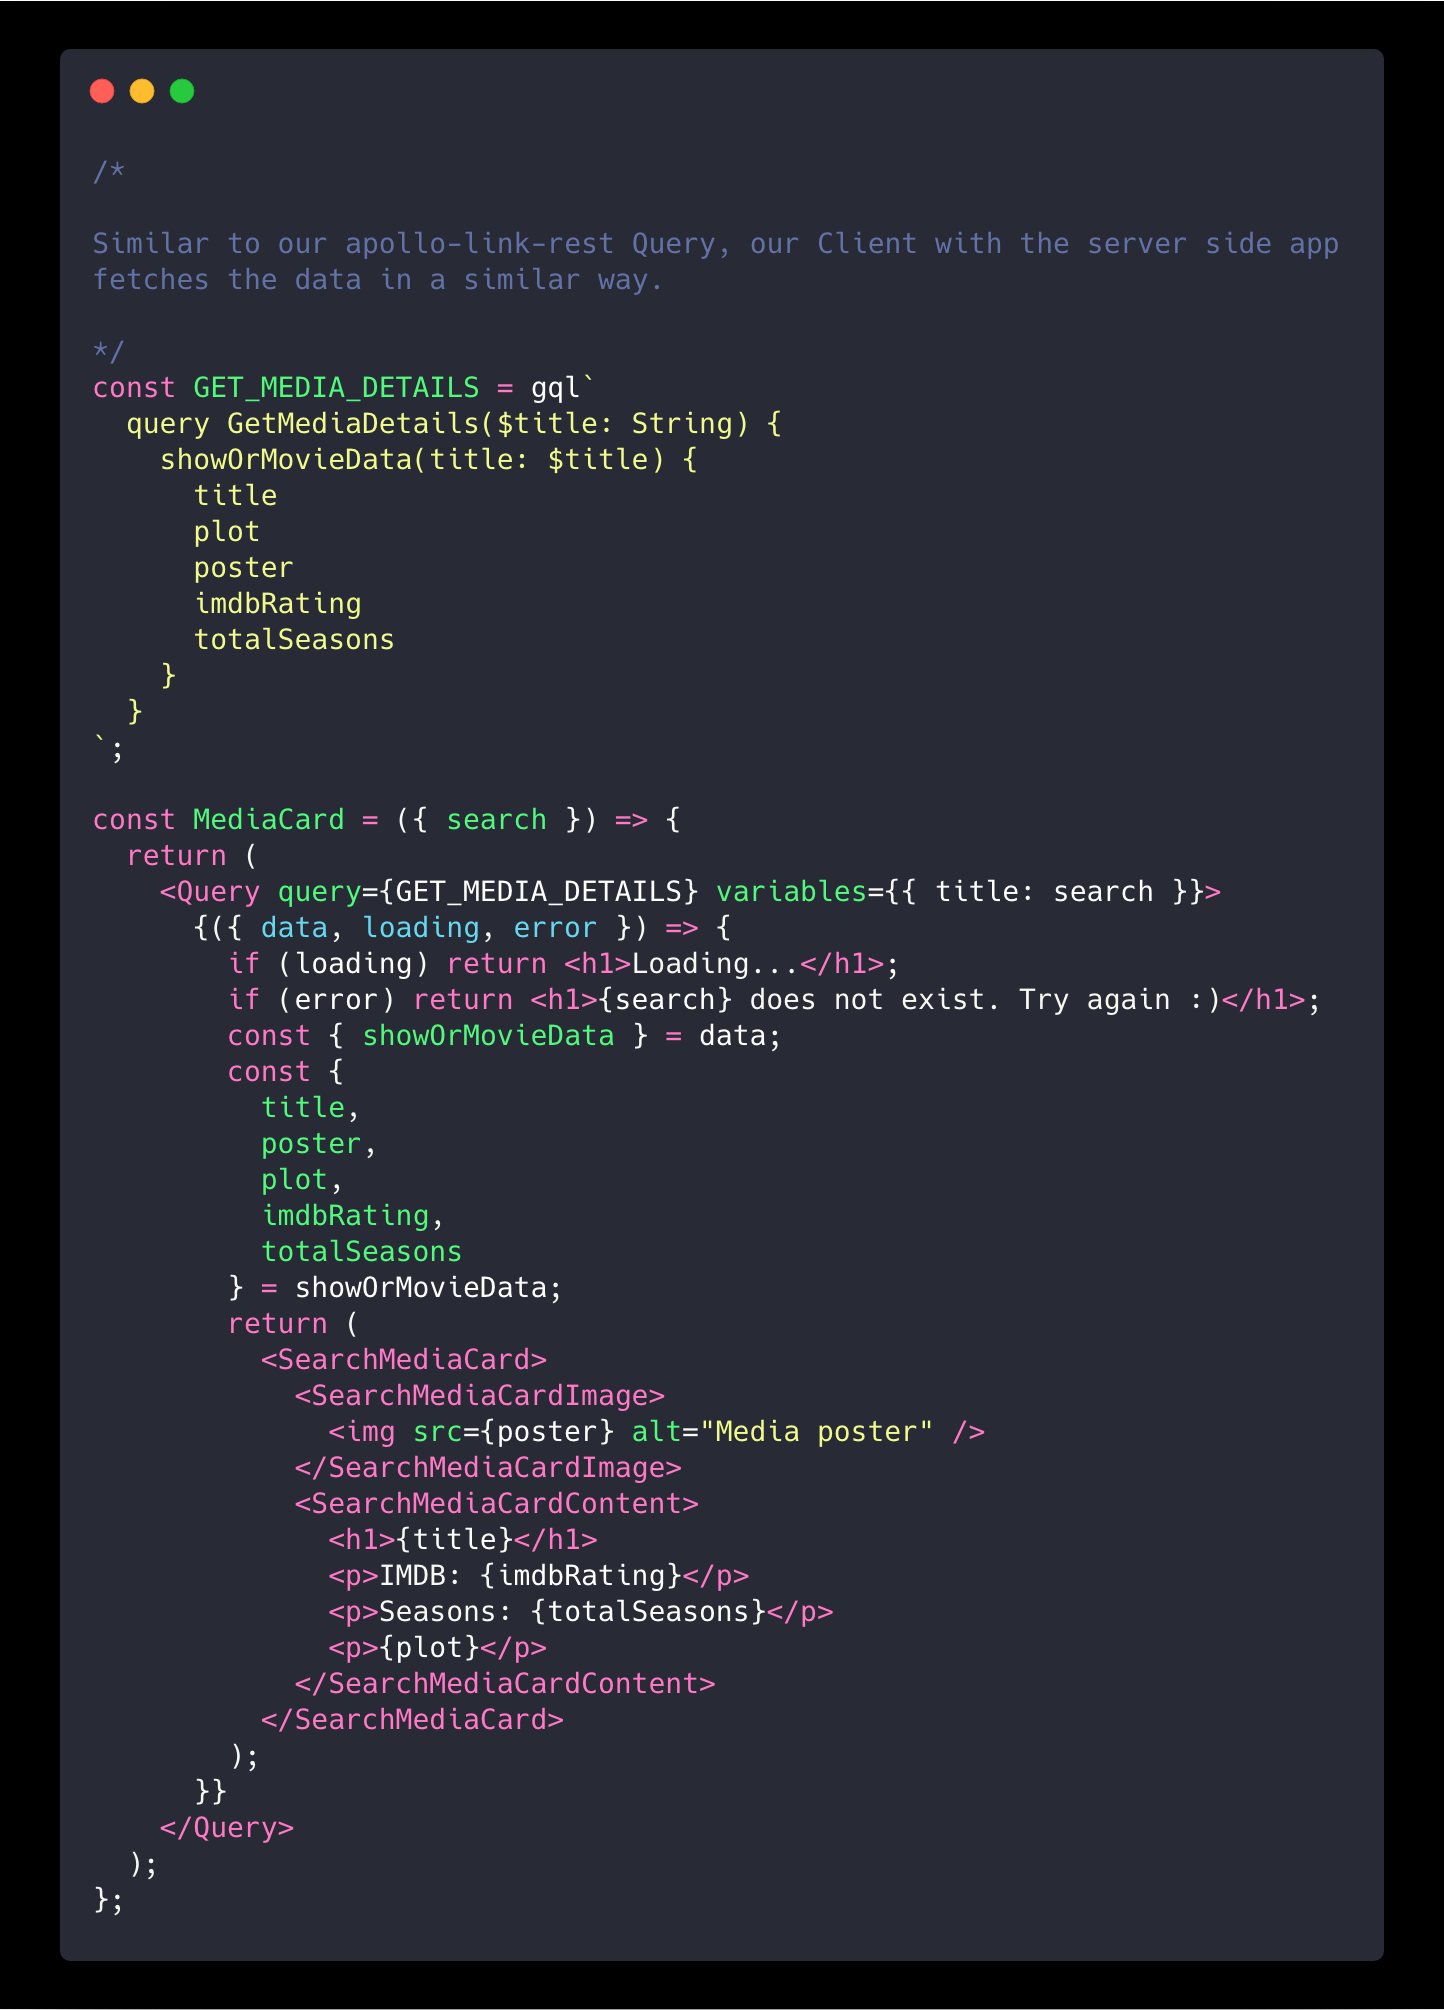 /*
Similar to our apollo-link-rest Query, our Client with the server side app
fetches the data in a similar way.
*/
const GET_MEDIA_DETAILS = gql`
  query GetMediaDetails($title: String) {
    showOrMovieData(title: $title) {
      title
      plot
      poster
      imdbRating
      totalSeasons
    }
  }
`;
const MediaCard = ({ search }) => {
  return (
    <Query query={GET_MEDIA_DETAILS} variables={{ title: search }}>
      {({ data, loading, error }) => {
        if (loading) return <h1>Loading...</h1>;
        if (error) return <h1>{search} does not exist. Try again :)</h1>;
        const { showOrMovieData } = data;
        const {
          title,
          poster,
          plot,
          imdbRating,
          totalSeasons
        } = showOrMovieData;
        return (
          <SearchMediaCard>
            <SearchMediaCardImage>
              <img src={poster} alt="Media poster" />
            </SearchMediaCardImage>
            <SearchMediaCardContent>
              <h1>{title}</h1>
              <p>IMDB: {imdbRating}</p>
              <p>Seasons: {totalSeasons}</p>
              <p>{plot}</p>
            </SearchMediaCardContent>
          </SearchMediaCard>
        );
      }}
    </Query>
  );
};